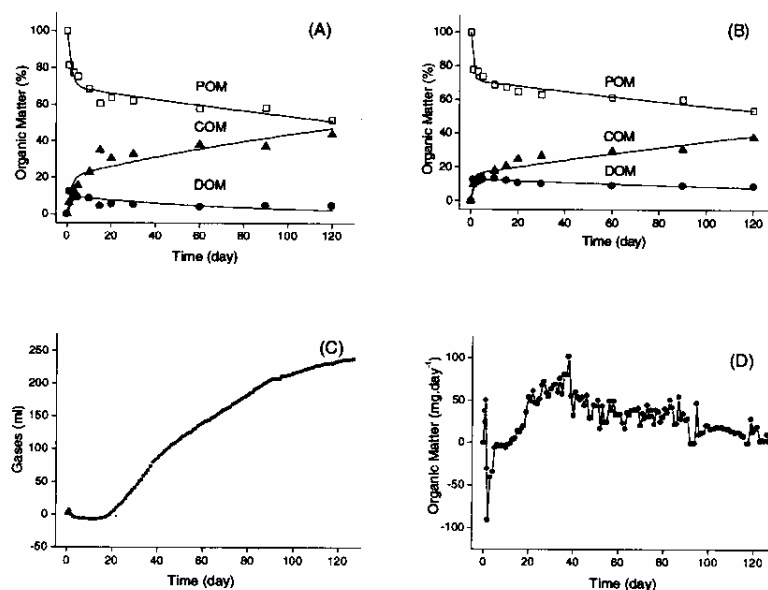 (A)
100
80
60
40
20
0
Organic Matter (%)
POM
COM
DOM
0 20 40 60 80 100 120
Time (day)
(B)
100
80
60
40
20
0
Organic Matter (%)
POM
COM
DOM
0 20 40 60 80 100 120
Time (day)
(C)
250
200
150
100
50
0
-50
Gases (ml)
0 20 40 60 80 100 120
Time (day)
(D)
100
50
0
-50
-100
Organic Matter (mg.day⁻¹)
0 20 40 60 80 100 120
Time (day)